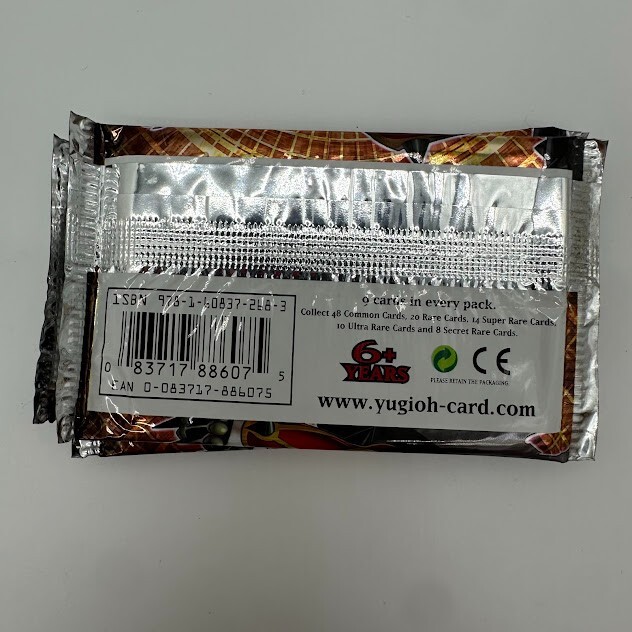 ISBN 978-1-60837-268-3
0 83717 88607 5
EAN 0-083717-886075
9 cards in every pack.
Collect 48 Common Cards, 20 Rare Cards, 14 Super Rare Cards,
10 Ultra Rare Cards and 8 Secret Rare Cards.
6+
YEARS
CE
PLEASE RETAIN THE PACKAGING
www.yugioh-card.com